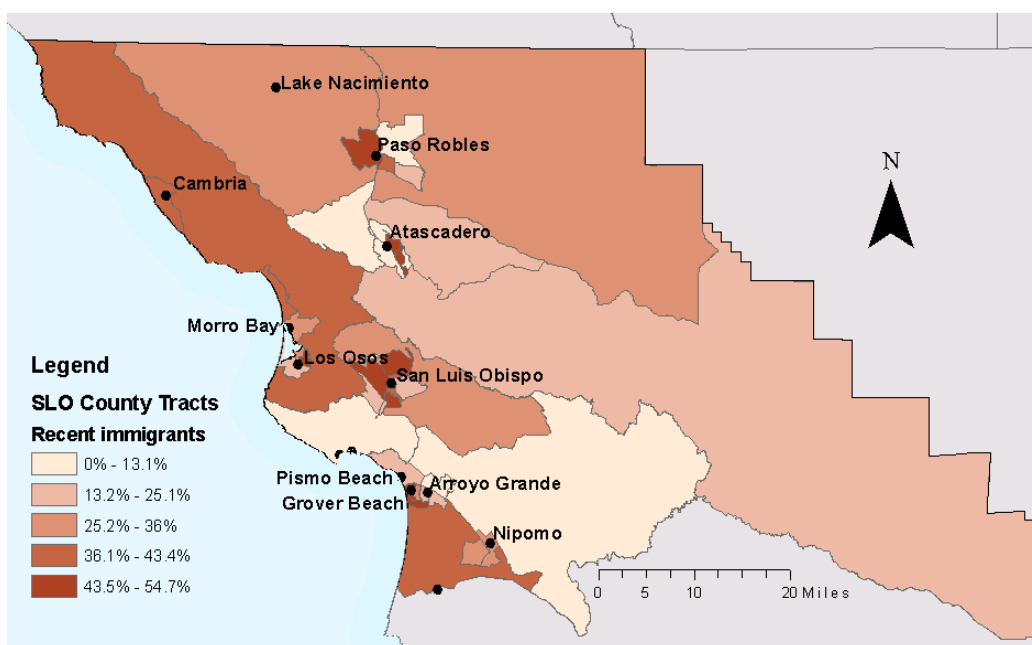 Lake Nacimiento
Paso Robles
N
Cambria
Atascadero
Morro Bay
Los Osos
San Luis Obispo
Legend
SLO County Tracts
Recent immigrants
0% - 13.1%
13.2% - 25.1%
25.2% - 36%
36.1% - 43.4%
43.5% - 54.7%
Pismo Beach
Arroyo Grande
Grover Beach
Nipomo
0 5 10 20 Miles